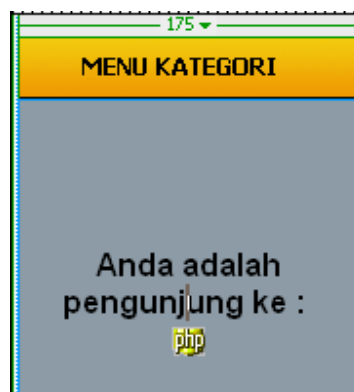 175
MENU KATEGORI
Anda adalah
pengunjung ke :
php